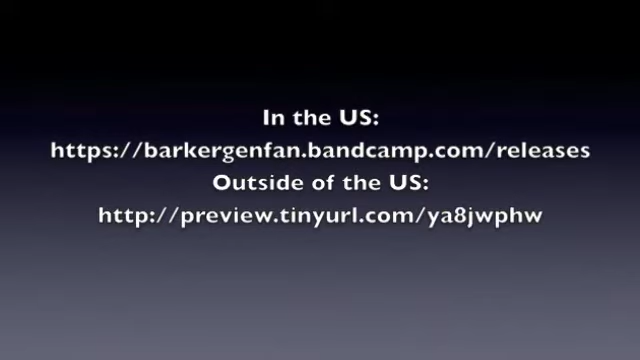 In the US:
https://barkergenfan.bandcamp.com/releases
Outside of the US:
http://preview.tinyurl.com/ya8jwphw